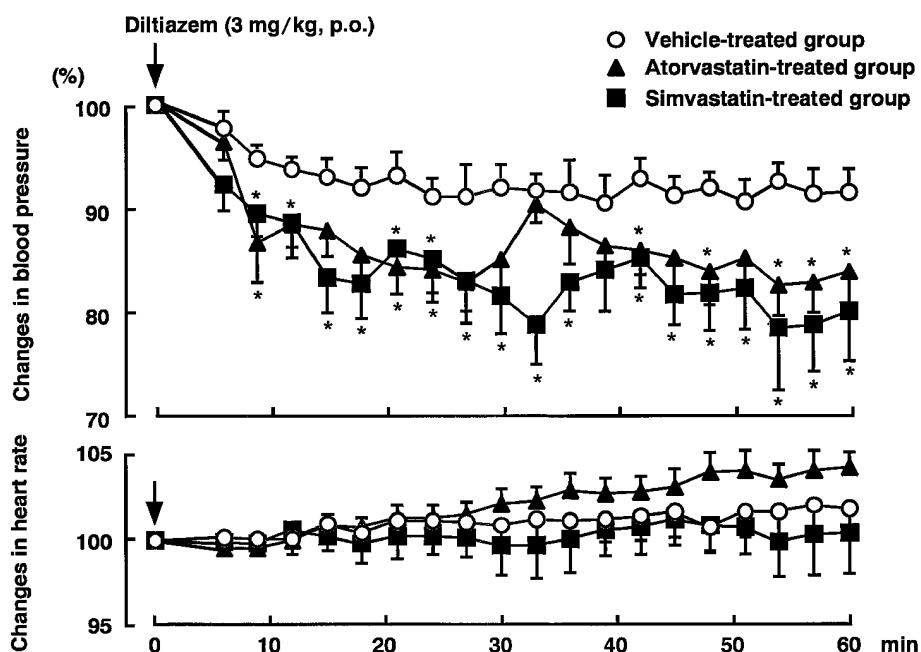 Diltiazem (3 mg/kg, p.o.)
Vehicle-treated group
Atorvastatin-treated group
Simvastatin-treated group
(%)
100
90
80
70
Changes in blood pressure
* * * * * * * * *
* * * * * * * * * * * * * * *
105
100
95
Changes in heart rate
0 10 20 30 40 50 60 min